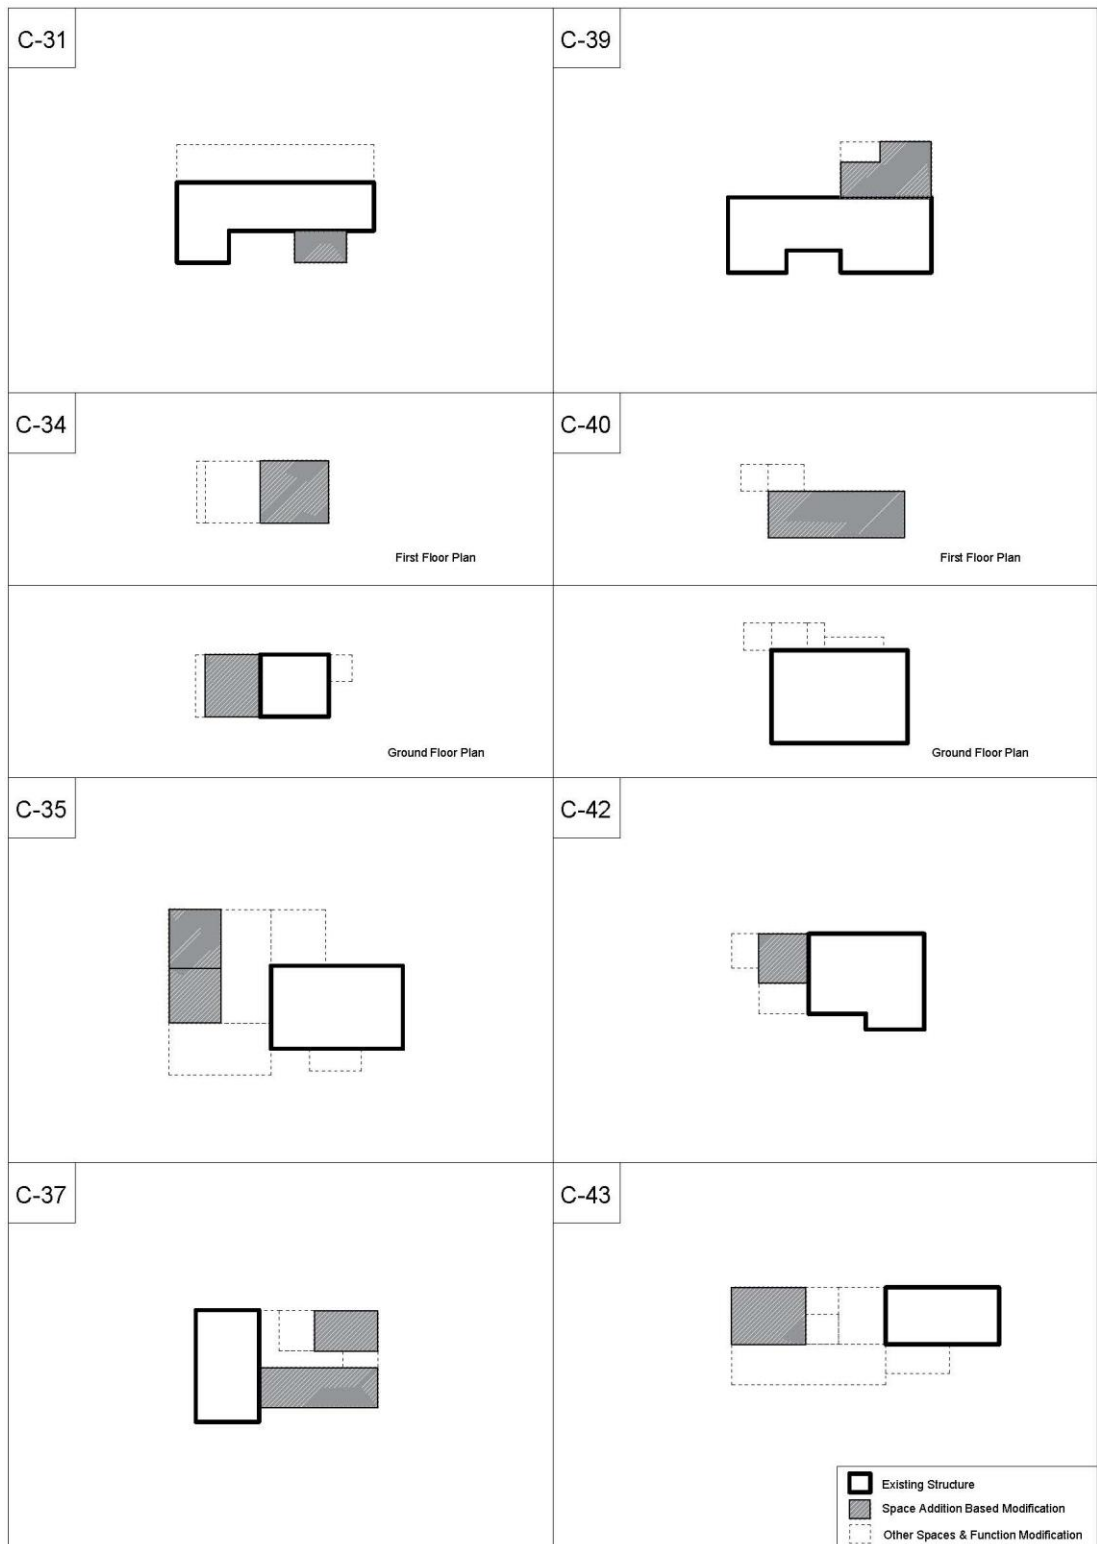 C-31
C-39
C-34
First Floor Plan
C-40
First Floor Plan
Ground Floor Plan
Ground Floor Plan
C-35
C-42
C-37
C-43
Existing Structure
Space Addition Based Modification
Other Spaces & Function Modification